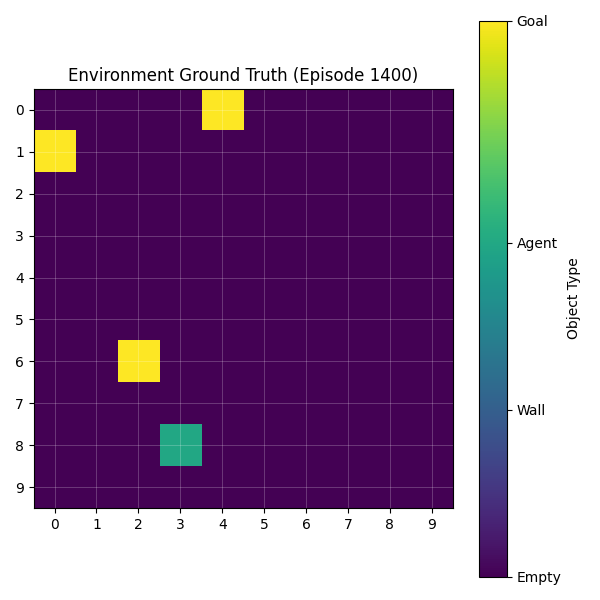 Environment Ground Truth (Episode 1400)
0
1
2
3
4
5
6
7
8
9
0 1 2 3 4 5 6 7 8 9
Goal
Agent
Wall
Empty
Object Type